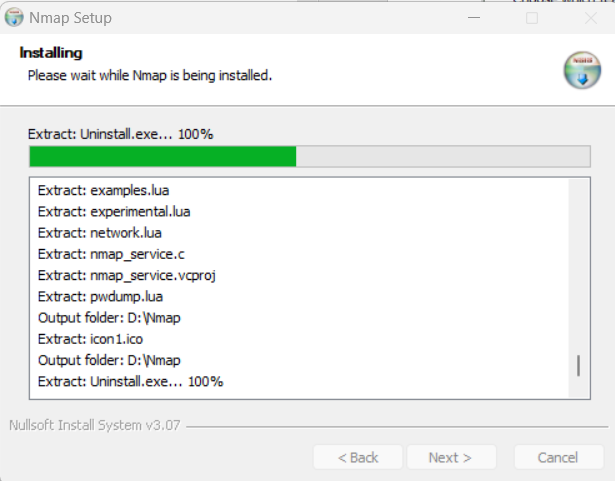 Nmap Setup
Installing
Please wait while Nmap is being installed.
Extract: Uninstall.exe... 100%
Extract: examples.lua
Extract: experimental.lua
Extract: network.lua
Extract: nmap_service.c
Extract: nmap_service.vcproj
Extract: pwdump.lua
Output folder: D:\Nmap
Extract: icon1.ico
Output folder: D:\Nmap
Extract: Uninstall.exe... 100%
Nullsoft Install System v3.07
< Back
Next >
Cancel